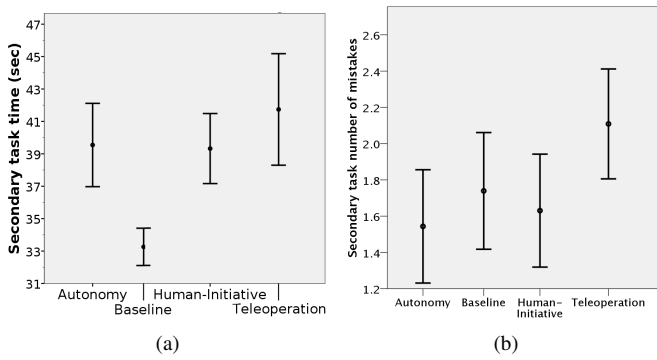 Secondary task time (sec)
47
45
43
41
39
37
35
33
31
Autonomy
Baseline
Human-Initiative
Teleoperation
(a)
Secondary task number of mistakes
2.6
2.4
2.2
2.0
1.8
1.6
1.4
1.2
Autonomy
Baseline
Human-
Initiative
Teleoperation
(b)